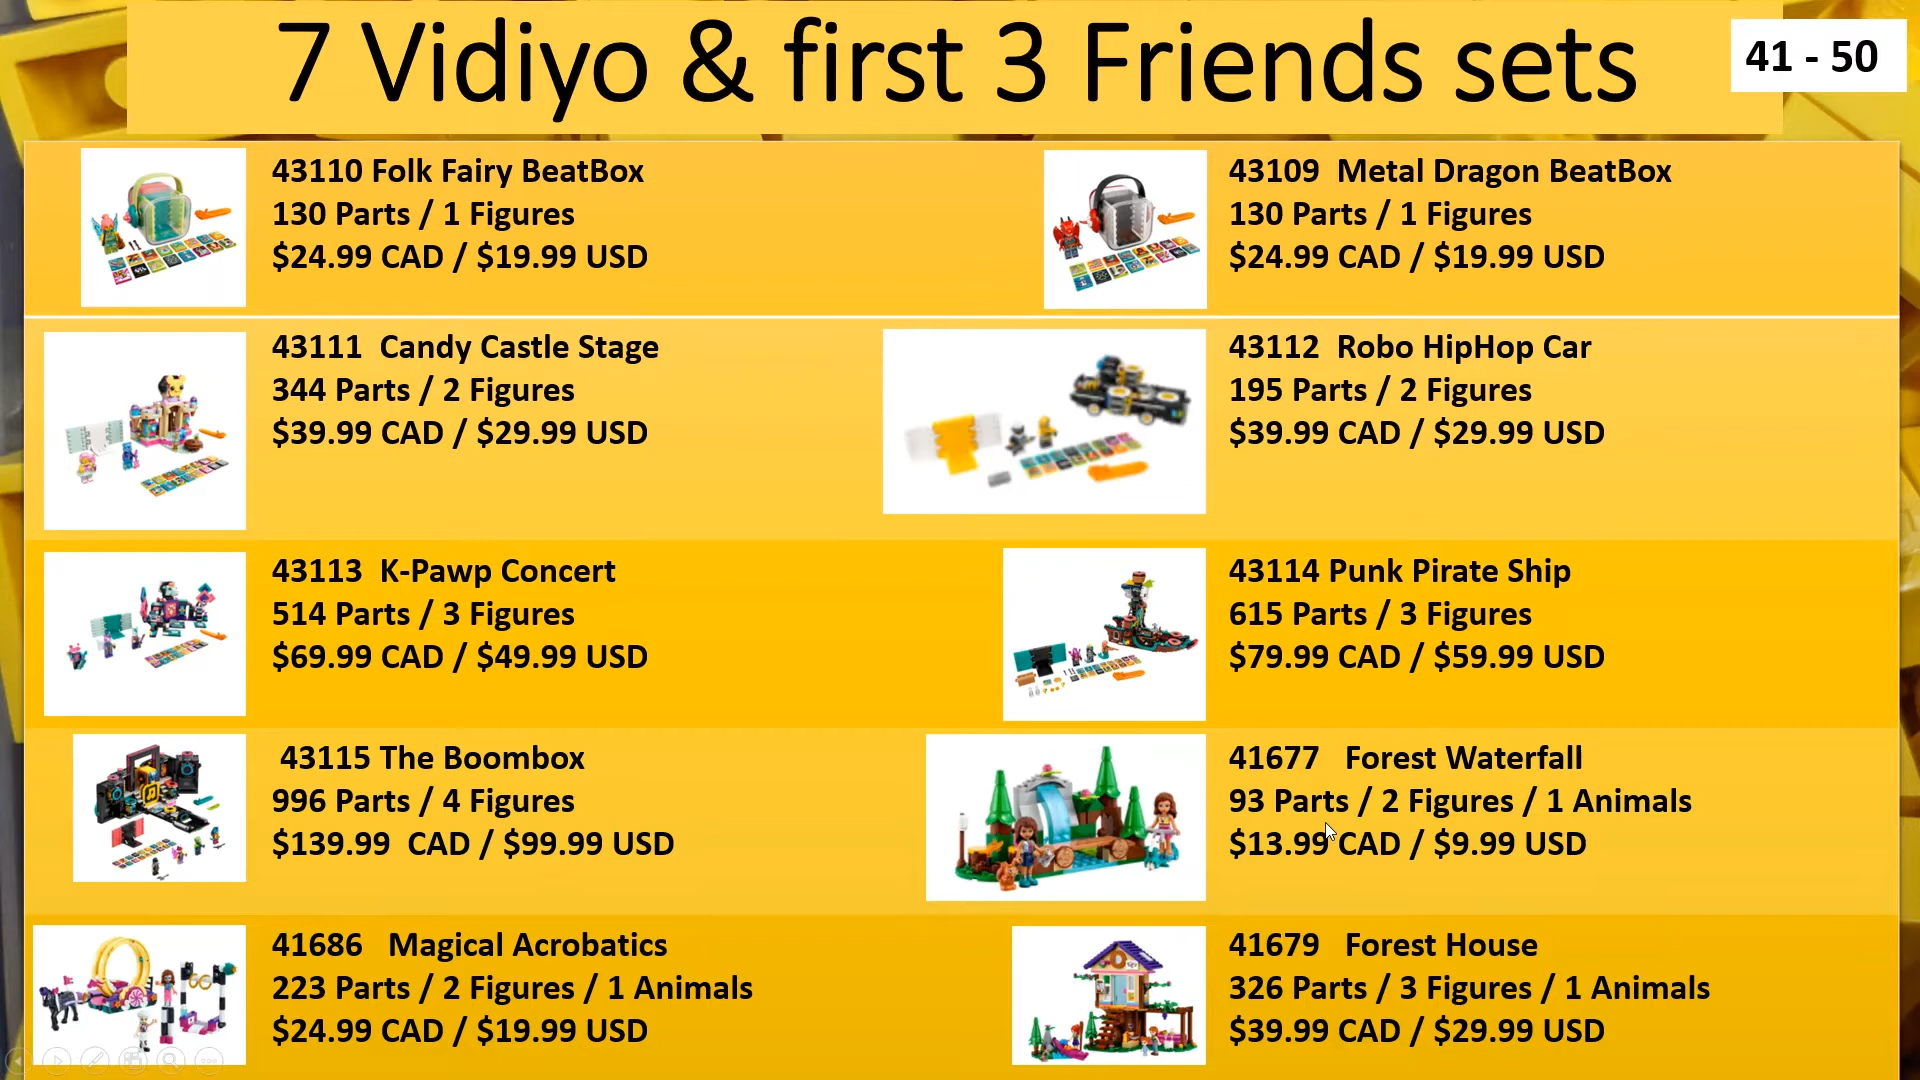 7 Vidiyo & first 3 Friends sets
41 - 50
43110 Folk Fairy BeatBox
130 Parts / 1 Figures
$24.99 CAD / $19.99 USD
43109  Metal Dragon BeatBox
130 Parts / 1 Figures
$24.99 CAD / $19.99 USD
43111  Candy Castle Stage
344 Parts / 2 Figures
$39.99 CAD / $29.99 USD
43112  Robo HipHop Car
195 Parts / 2 Figures
$39.99 CAD / $29.99 USD
43113  K-Pawp Concert
514 Parts / 3 Figures
$69.99 CAD / $49.99 USD
43114 Punk Pirate Ship
615 Parts / 3 Figures
$79.99 CAD / $59.99 USD
43115 The Boombox
996 Parts / 4 Figures
$139.99  CAD / $99.99 USD
41677   Forest Waterfall
93 Parts / 2 Figures / 1 Animals
$13.99 CAD / $9.99 USD
41686   Magical Acrobatics
223 Parts / 2 Figures / 1 Animals
$24.99 CAD / $19.99 USD
41679   Forest House
326 Parts / 3 Figures / 1 Animals
$39.99 CAD / $29.99 USD